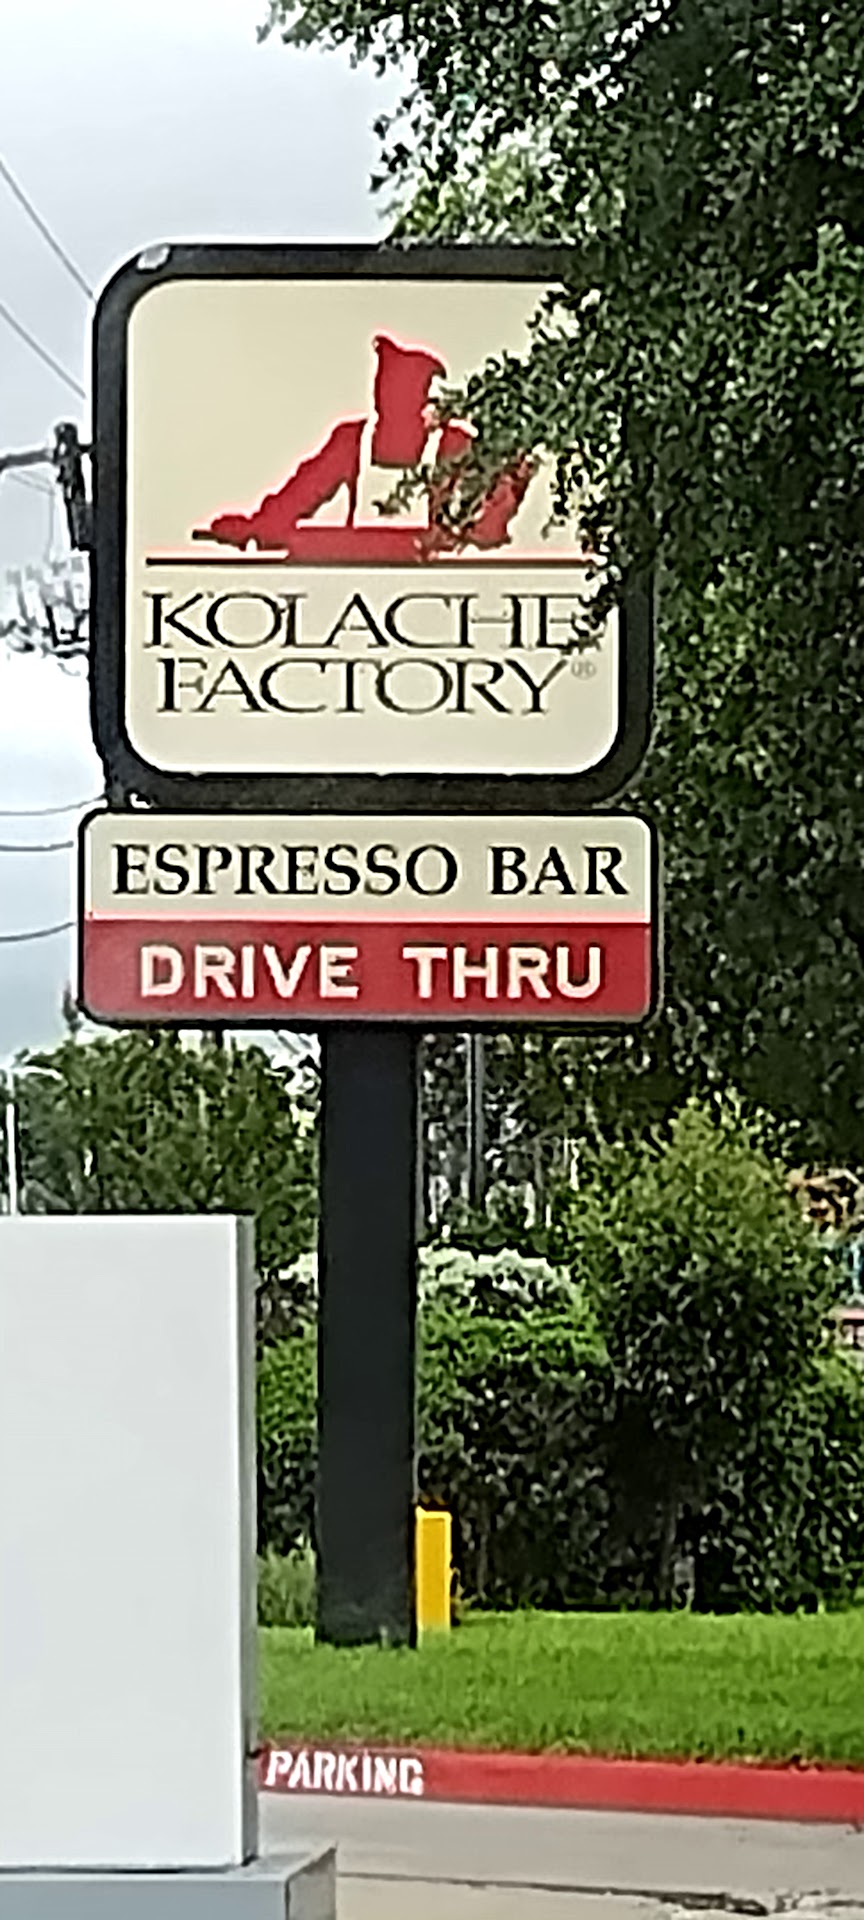 KOLACHE
FACTORY®
ESPRESSO BAR
DRIVE THRU
PARKING